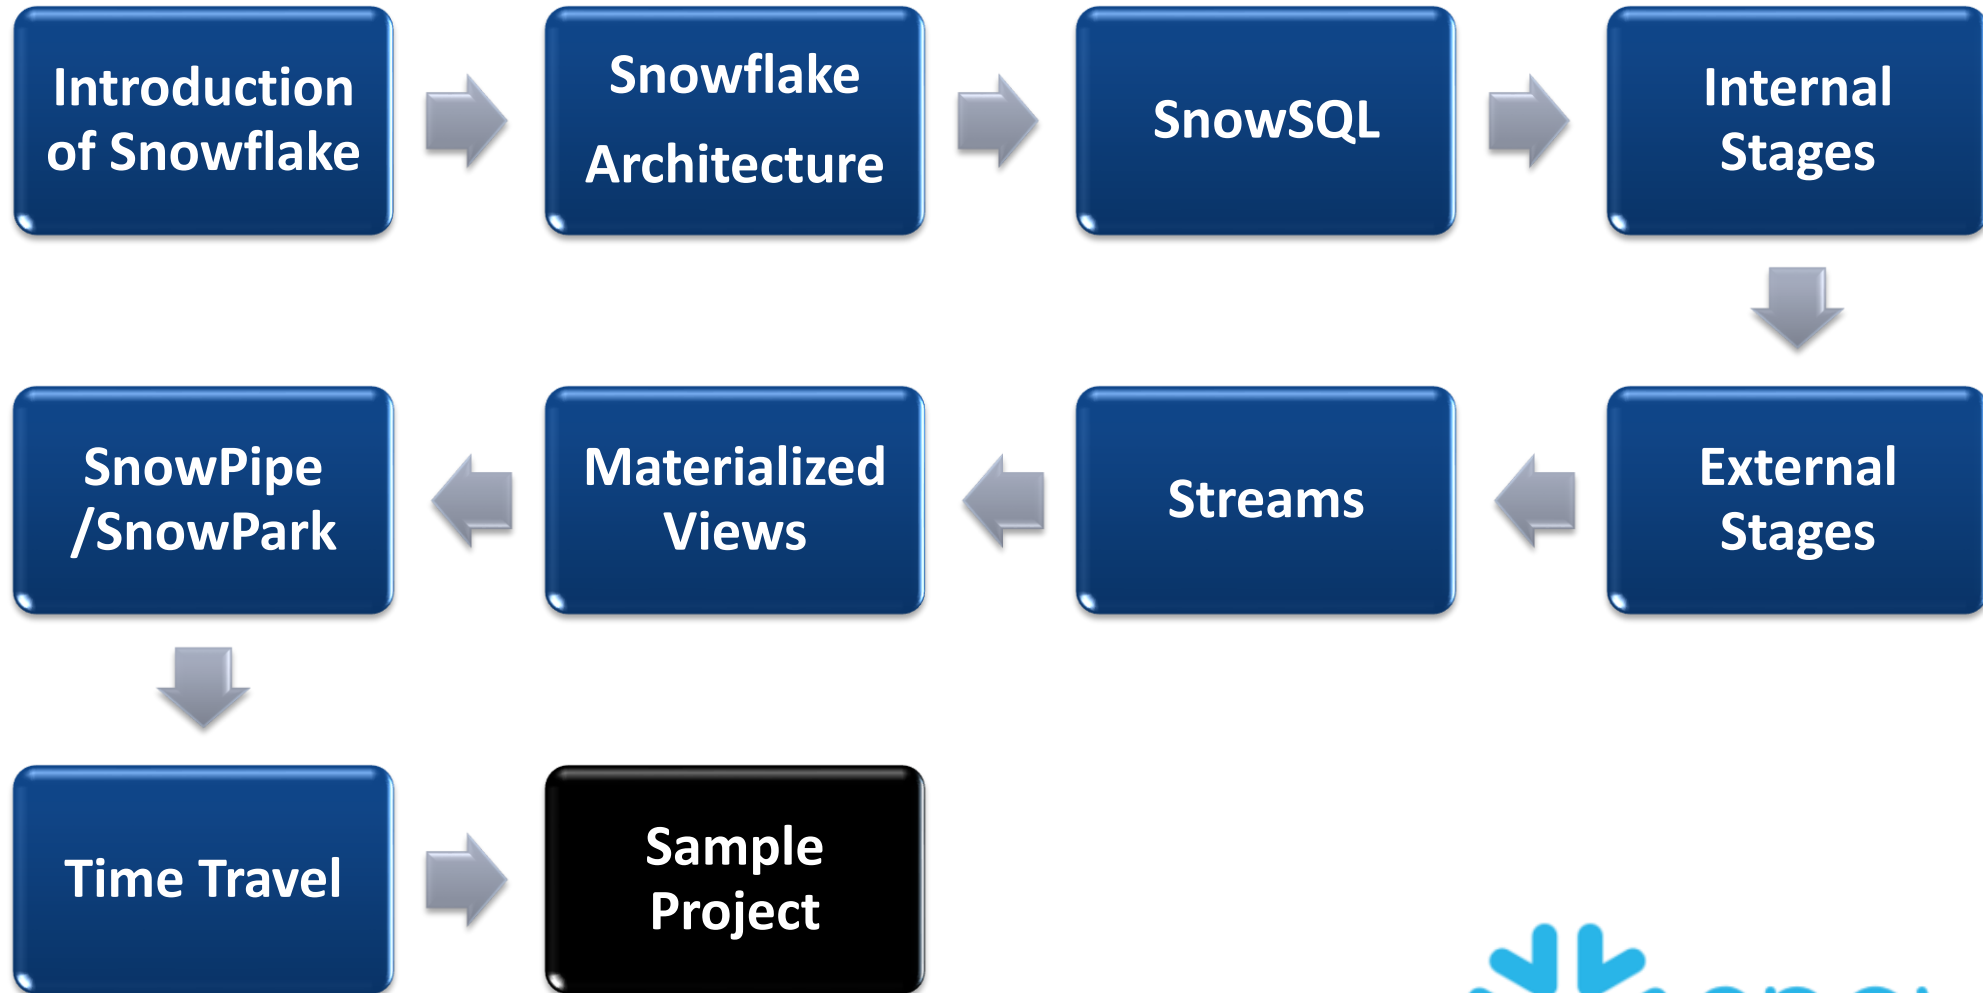 Introduction
of Snowflake
Snowflake
Architecture
SnowSQL
Internal
Stages
External
Stages
Streams
Materialized
Views
SnowPipe
/SnowPark
Time Travel
Sample
Project